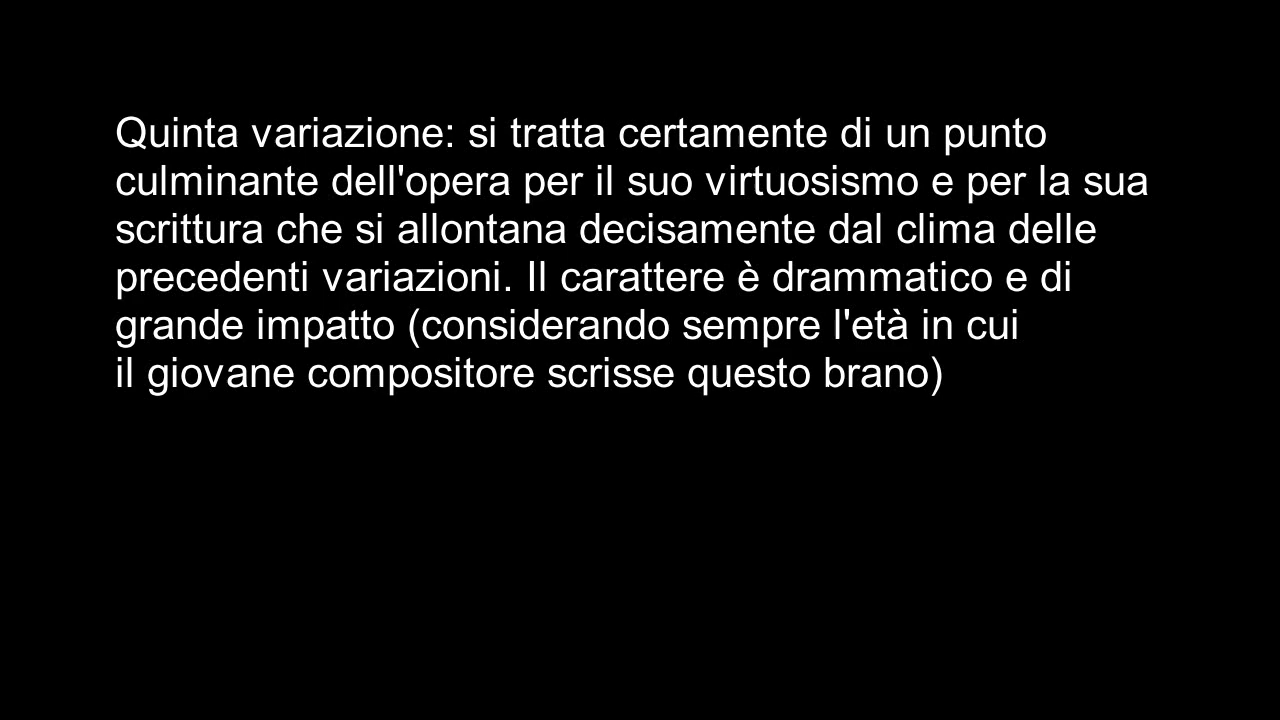 Quinta variazione: si tratta certamente di un punto
culminante dell'opera per il suo virtuosismo e per la sua
scrittura che si allontana decisamente dal clima delle
precedenti variazioni. Il carattere è drammatico e di
grande impatto (considerando sempre l'età in cui
il giovane compositore scrisse questo brano)